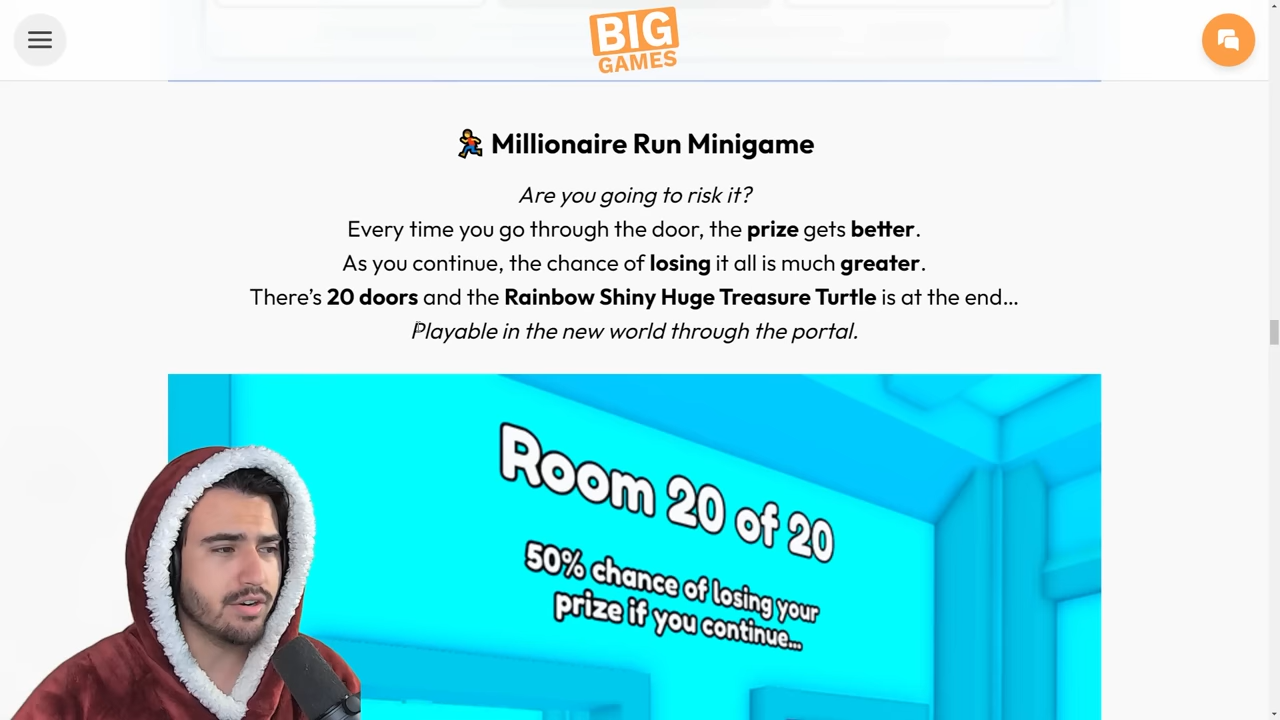 BIG
GAMES
🏃 Millionaire Run Minigame
Are you going to risk it?
Every time you go through the door, the prize gets better.
As you continue, the chance of losing it all is much greater.
There’s 20 doors and the Rainbow Shiny Huge Treasure Turtle is at the end...
Playable in the new world through the portal.
Room 20 of 20
50% chance of losing your
prize if you continue...